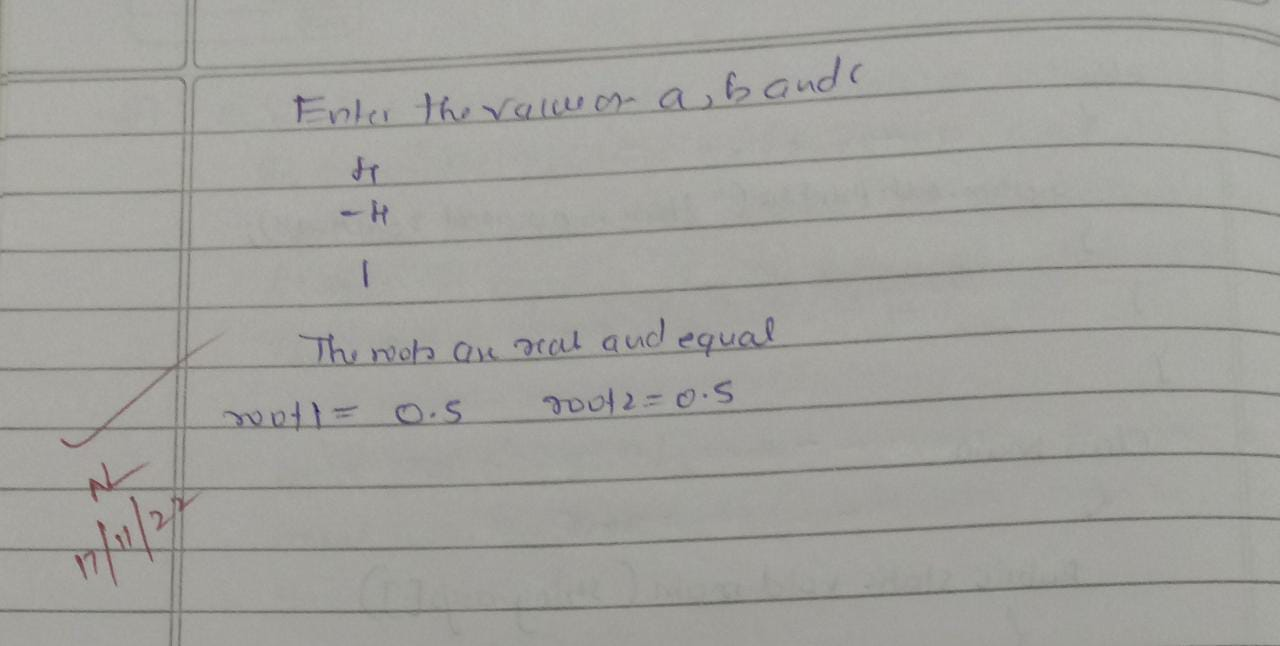 Enter the value of a, b and c
4
-4
1
The roots are real and equal
root1 = 0.5 root2 = 0.5
17/11/22